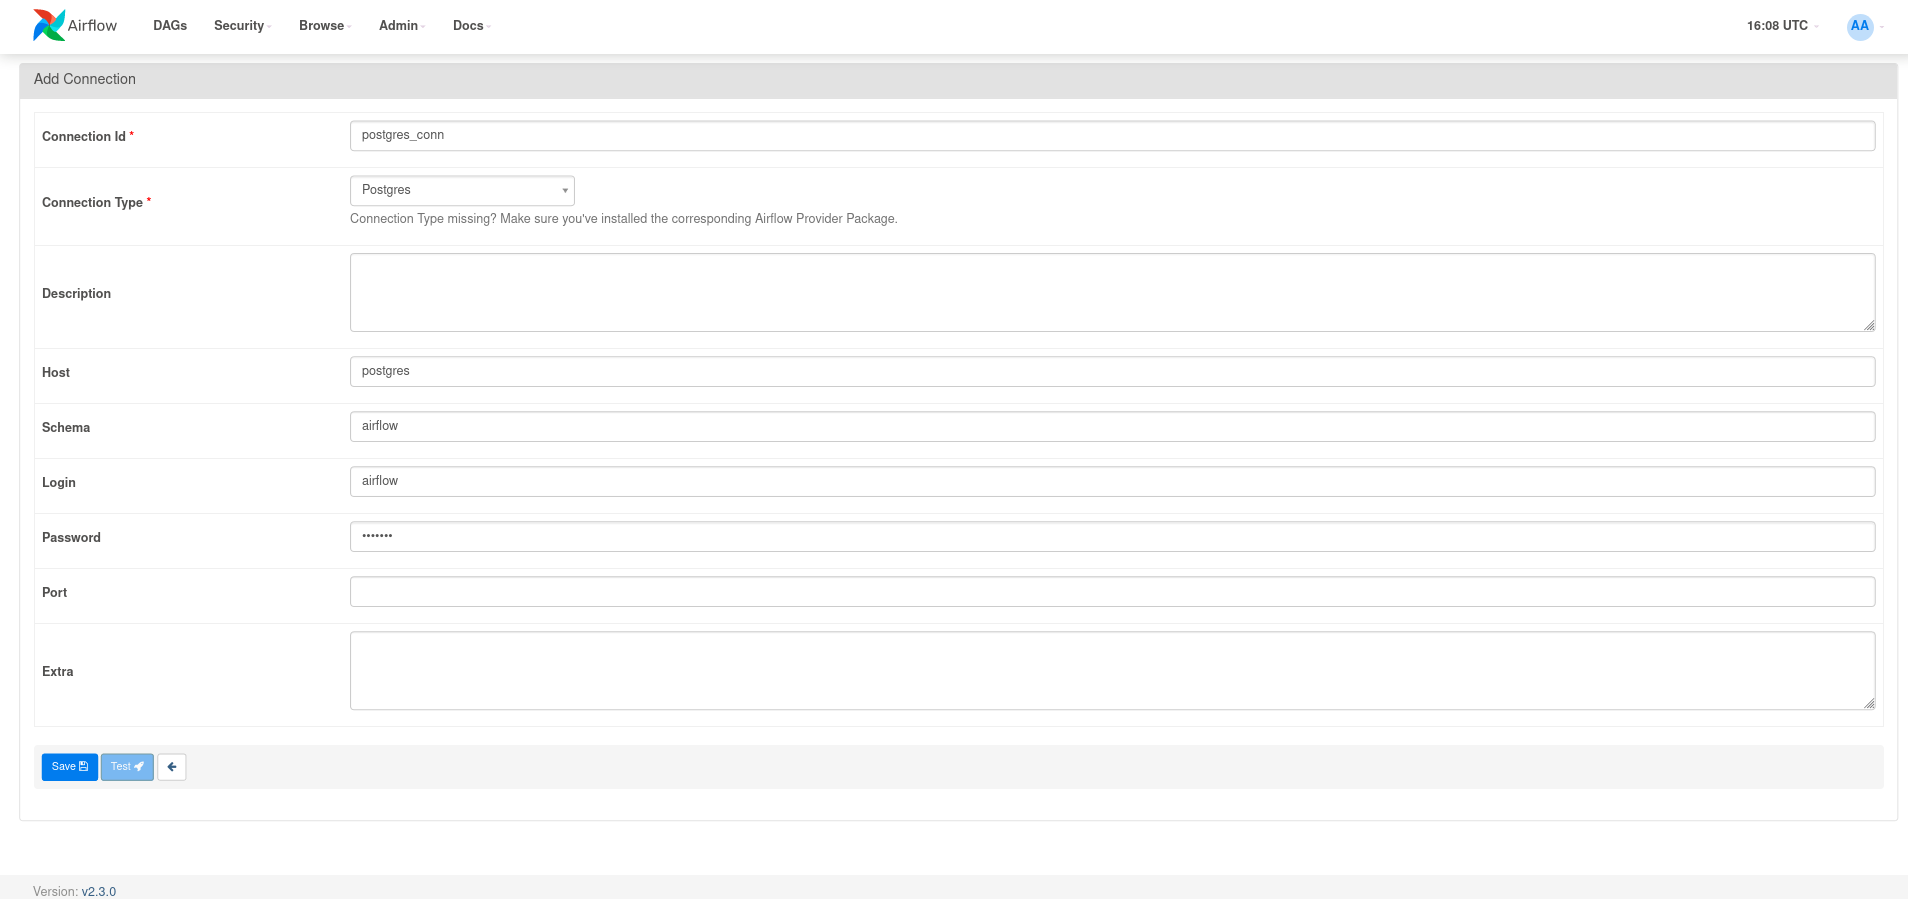 Airflow DAGs Security Browse Admin Docs 16:08 UTC AA
Add Connection
Connection Id * postgres_conn
Connection Type * Postgres
Connection Type missing? Make sure you've installed the corresponding Airflow Provider Package.
Description
Host postgres
Schema airflow
Login airflow
Password •••••••
Port
Extra
Save Test
Version: v2.3.0